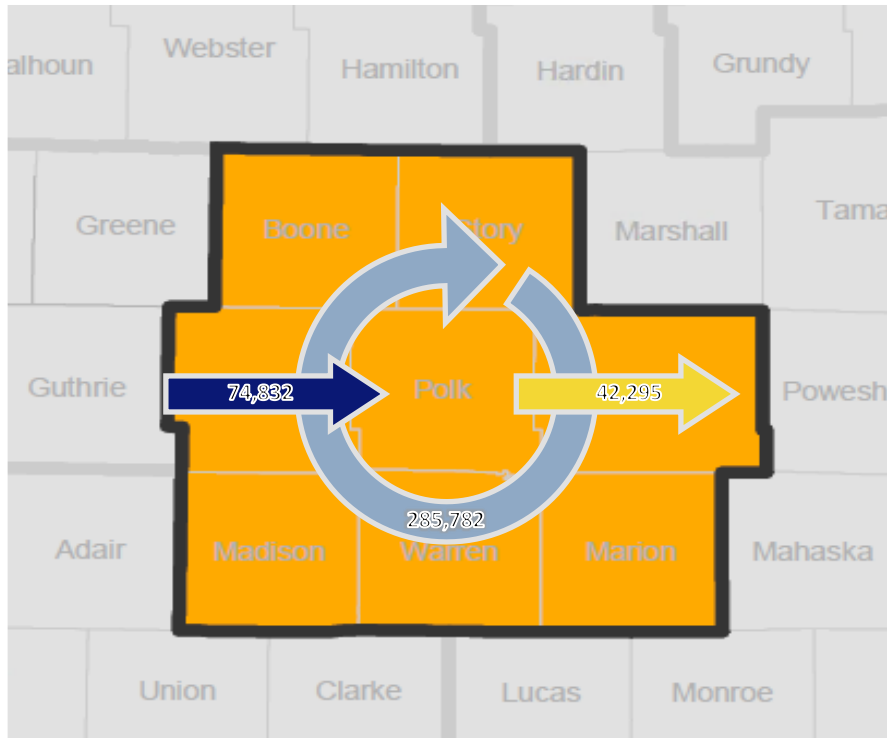 Webster
alhoun
Hamilton
Hardin
Grundy
Greene
Boone
Story
Marshall
Tama
Guthrie
74,832
Polk
42,295
Powesh
285,782
Adair
Madison
Warren
Marion
Mahaska
Union
Clarke
Lucas
Monroe